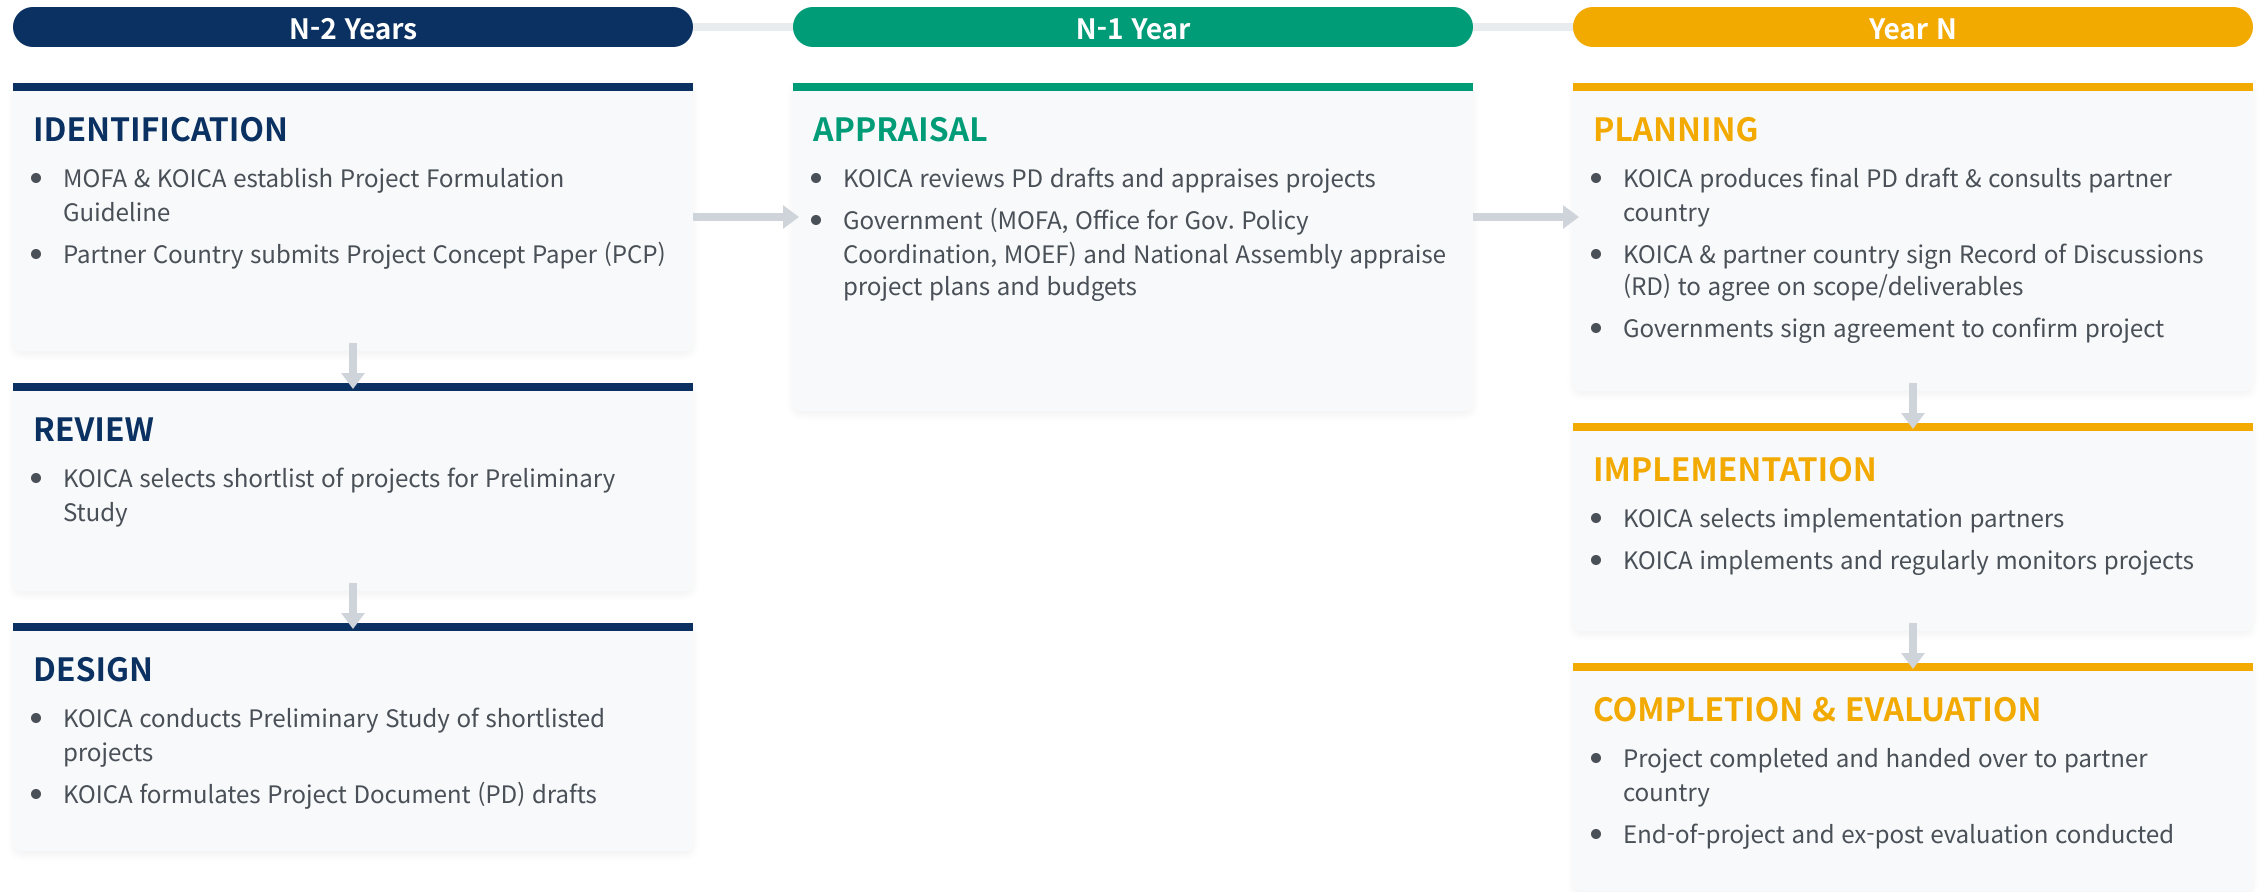 N-2 Years
IDENTIFICATION
• MOFA & KOICA establish Project Formulation
Guideline
• Partner Country submits Project Concept Paper (PCP)
REVIEW
• KOICA selects shortlist of projects for Preliminary
Study
DESIGN
• KOICA conducts Preliminary Study of shortlisted
projects
• KOICA formulates Project Document (PD) drafts
N-1 Year
APPRAISAL
• KOICA reviews PD drafts and appraises projects
• Government (MOFA, Office for Gov. Policy
Coordination, MOEF) and National Assembly appraise
project plans and budgets
Year N
PLANNING
• KOICA produces final PD draft & consults partner
country
• KOICA & partner country sign Record of Discussions
(RD) to agree on scope/deliverables
• Governments sign agreement to confirm project
IMPLEMENTATION
• KOICA selects implementation partners
• KOICA implements and regularly monitors projects
COMPLETION & EVALUATION
• Project completed and handed over to partner
country
• End-of-project and ex-post evaluation conducted